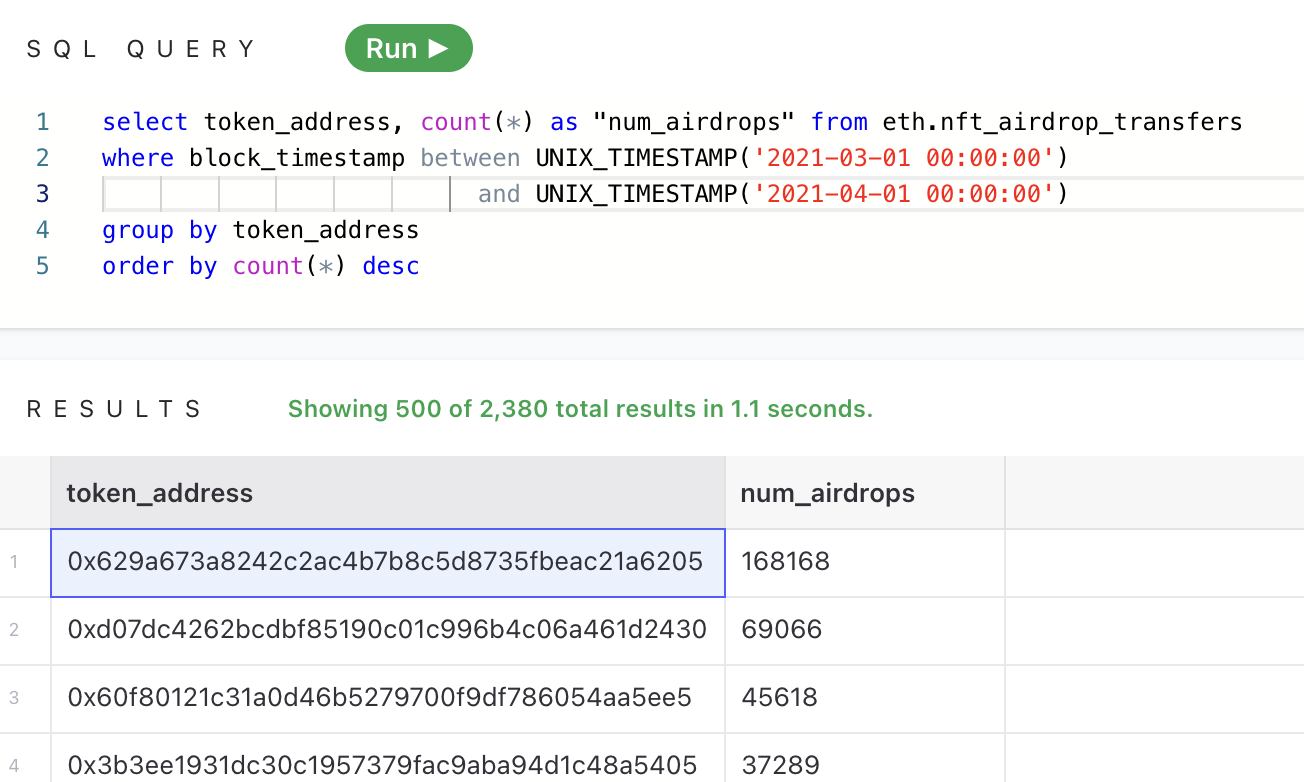 SQL QUERY Run ▶
1 select token_address, count(*) as "num_airdrops" from eth.nft_airdrop_transfers
2 where block_timestamp between UNIX_TIMESTAMP('2021-03-01 00:00:00')
3 and UNIX_TIMESTAMP('2021-04-01 00:00:00')
4 group by token_address
5 order by count(*) desc
RESULTS Showing 500 of 2,380 total results in 1.1 seconds.
token_address num_airdrops
1 0x629a673a8242c2ac4b7b8c5d8735fbeac21a6205 168168
2 0xd07dc4262bcdbf85190c01c996b4c06a461d2430 69066
3 0x60f80121c31a0d46b5279700f9df786054aa5ee5 45618
4 0x3b3ee1931dc30c1957379fac9aba94d1c48a5405 37289